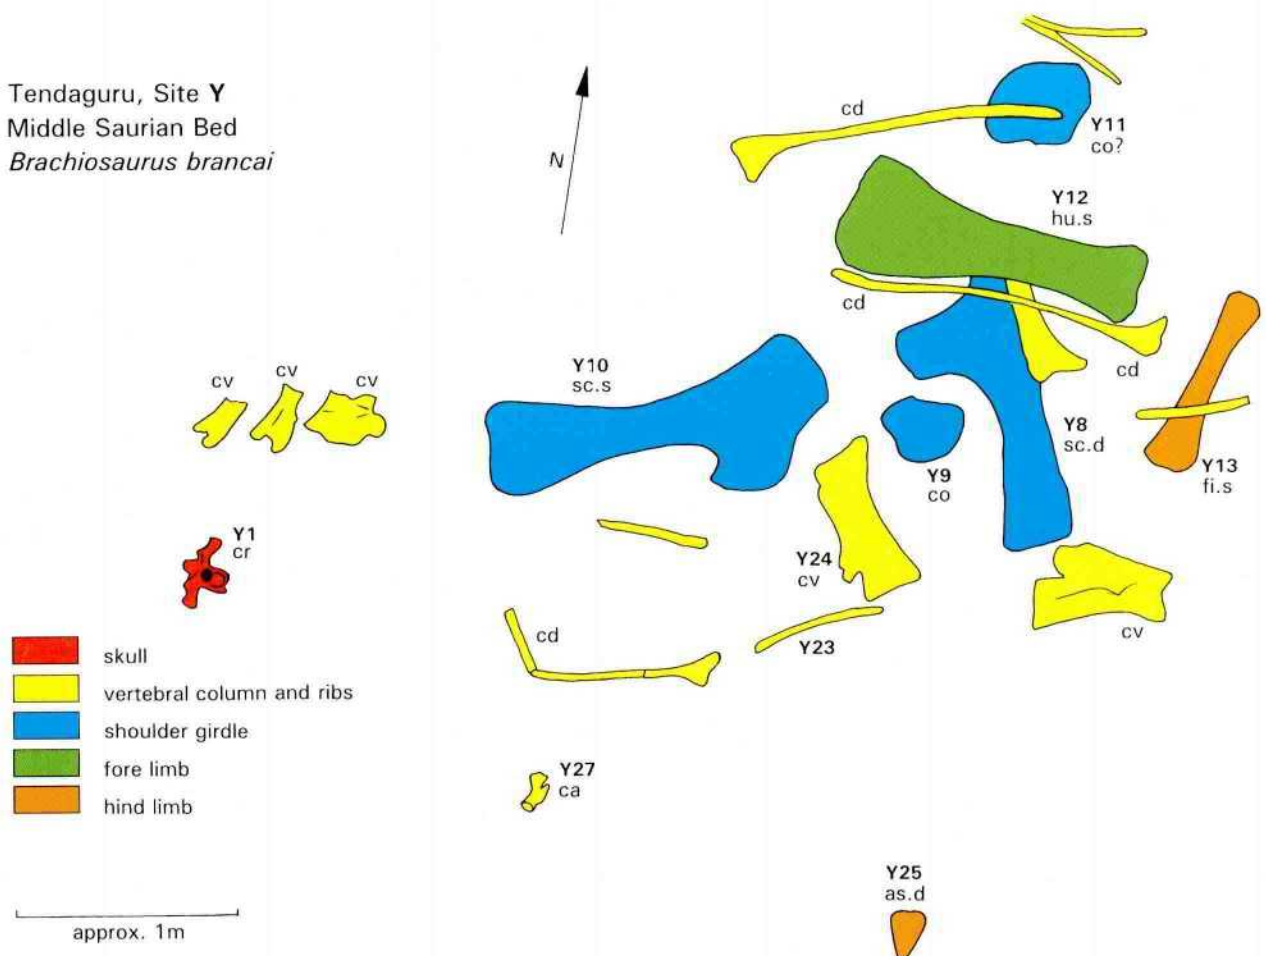 Tendaguru, Site Y
Middle Saurian Bed
Brachiosaurus brancai
N
cd
Y11
co?
Y12
hu.s
cd
cd
Y10
sc.s
cv
cv
cv
Y8
sc.d
Y9
co
Y13
fi.s
Y1
cr
Y24
cv
cv
cd
Y23
skull
vertebral column and ribs
shoulder girdle
fore limb
hind limb
Y27
ca
Y25
as.d
approx. 1m